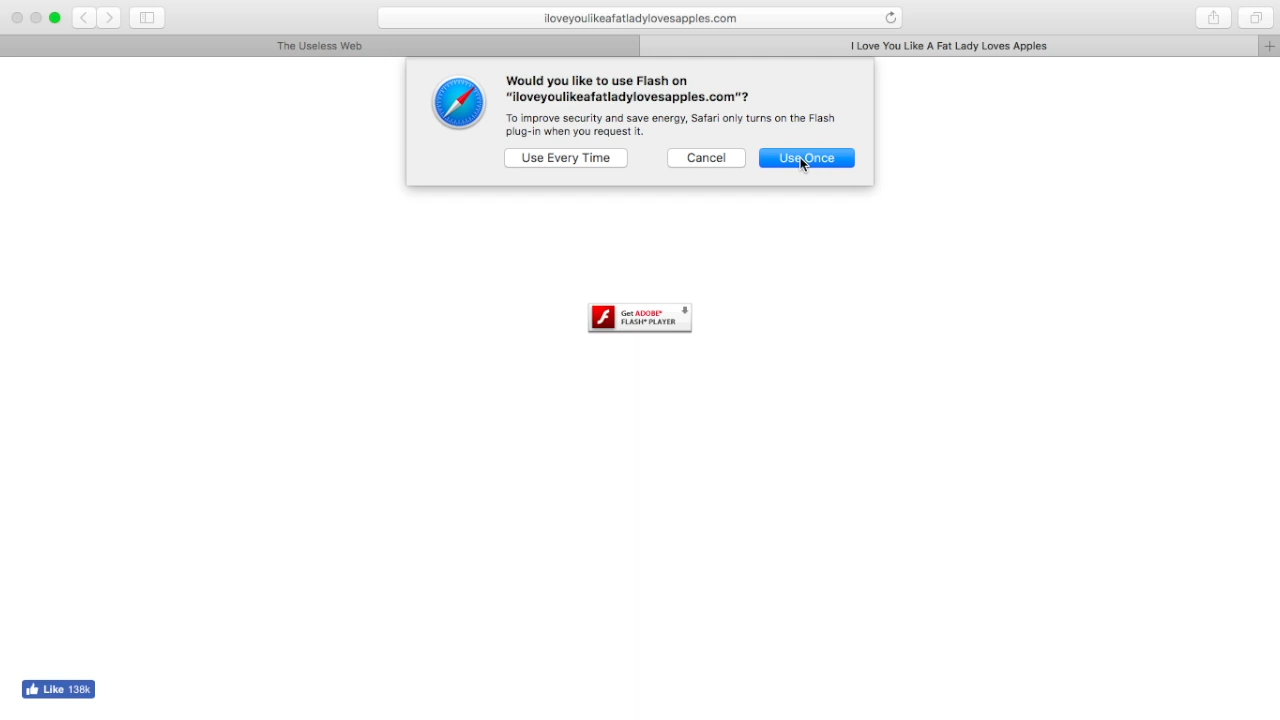 iloveyoulikeafatladylovesapples.com
The Useless Web
I Love You Like A Fat Lady Loves Apples
Would you like to use Flash on
“iloveyoulikeafatladylovesapples.com”?
To improve security and save energy, Safari only turns on the Flash
plug-in when you request it.
Use Every Time
Cancel
Use Once
Get ADOBE®
FLASH® PLAYER
Like 138k